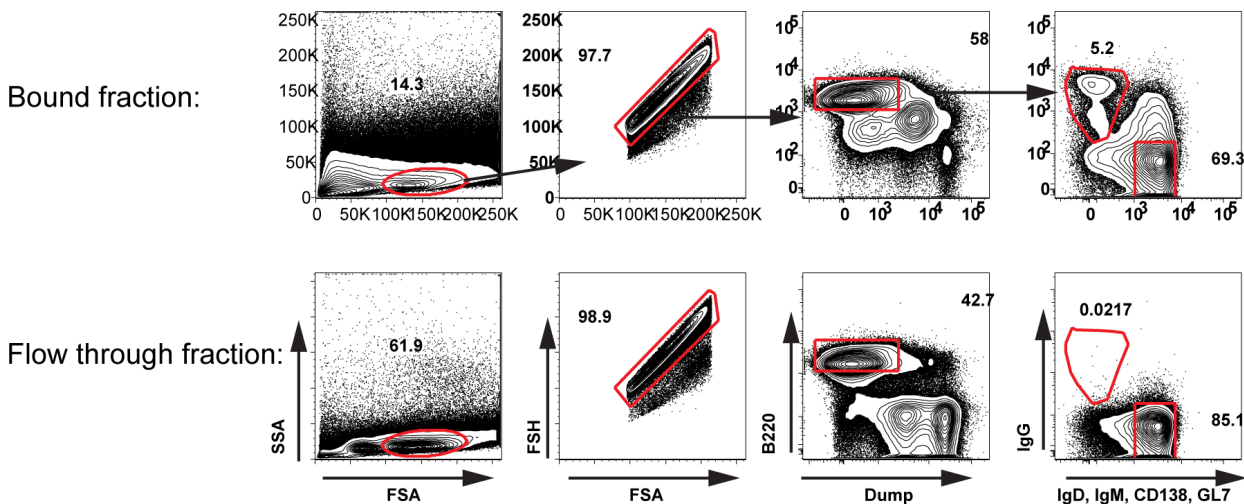 Bound fraction:
250K
200K
150K
100K
50K
0
14.3
0 50K 100K 150K 200K 250K
250K
200K
150K
100K
50K
0
97.7
0 50K 100K 150K 200K 250K
10^5
10^4
10^3
10^2
0
58
0 10^3 10^4 10^5
10^5
10^4
10^3
10^2
0
5.2
69.3
0 10^3 10^4 10^5
Flow through fraction:
61.9
SSA
FSA
98.9
FSH
FSA
42.7
B220
Dump
0.0217
85.1
IgG
IgD, IgM, CD138, GL7